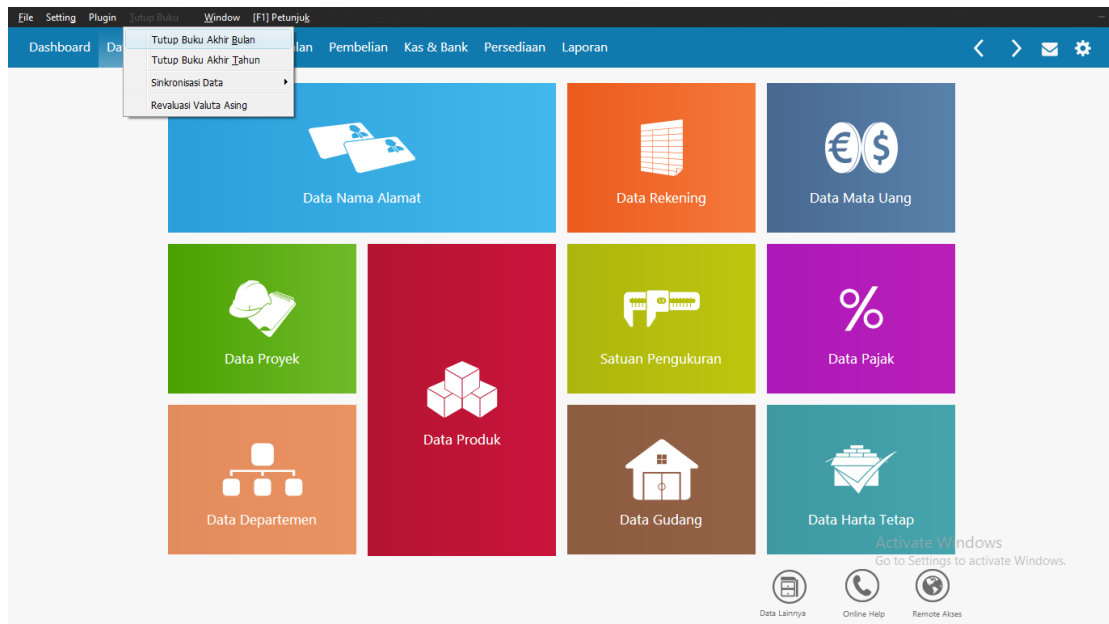 File Setting Plugin Tutup Buku Window [F1] Petunjuk
Dashboard Da lan Pembelian Kas & Bank Persediaan Laporan
Tutup Buku Akhir Bulan
Tutup Buku Akhir Tahun
Sinkronisasi Data
Revaluasi Valuta Asing
Data Nama Alamat
Data Rekening
Data Mata Uang
Data Proyek
Data Produk
Satuan Pengukuran
Data Pajak
Data Departemen
Data Gudang
Data Harta Tetap
Activate Windows
Go to Settings to activate Windows.
Data Lainnya
Online Help
Remote Akses